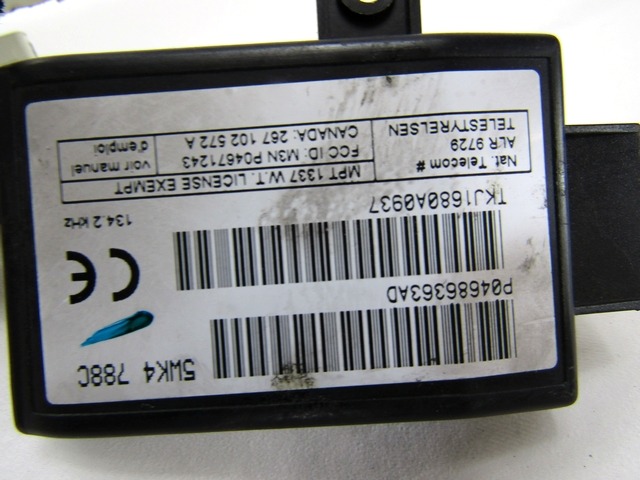 5WK4 788C
P04686363AD
TKJ1680A0937
134.2 kHz
CE
MPT 1337 W.T. LICENSE EXEMPT
Nat. Telecom #
ALR 9729
TELESTYRELSEN
FCC ID: M3N P04671243
CANADA: 267 102 572 A
voir manuel
d'emploi